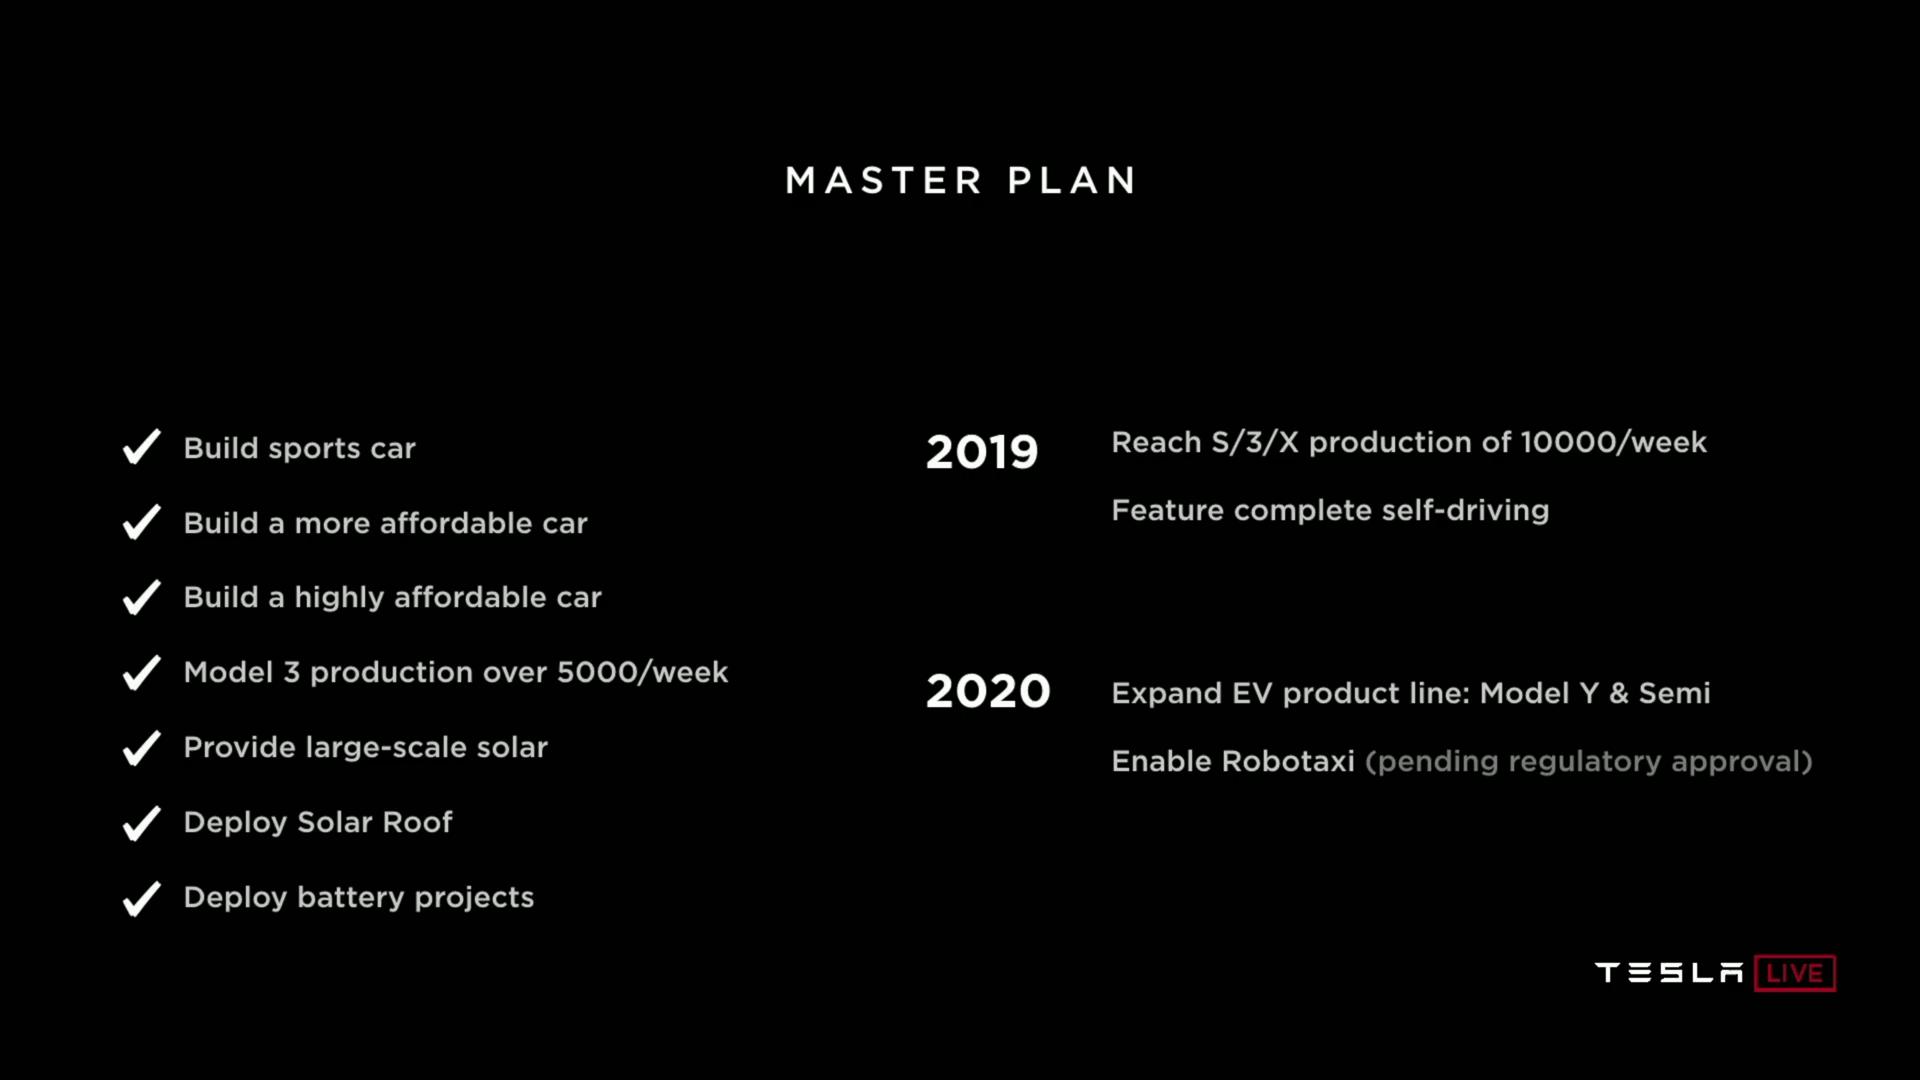 MASTER PLAN
Build sports car
Build a more affordable car
Build a highly affordable car
Model 3 production over 5000/week
Provide large-scale solar
Deploy Solar Roof
Deploy battery projects
2019
Reach S/3/X production of 10000/week
Feature complete self-driving
2020
Expand EV product line: Model Y & Semi
Enable Robotaxi (pending regulatory approval)
TESLA LIVE